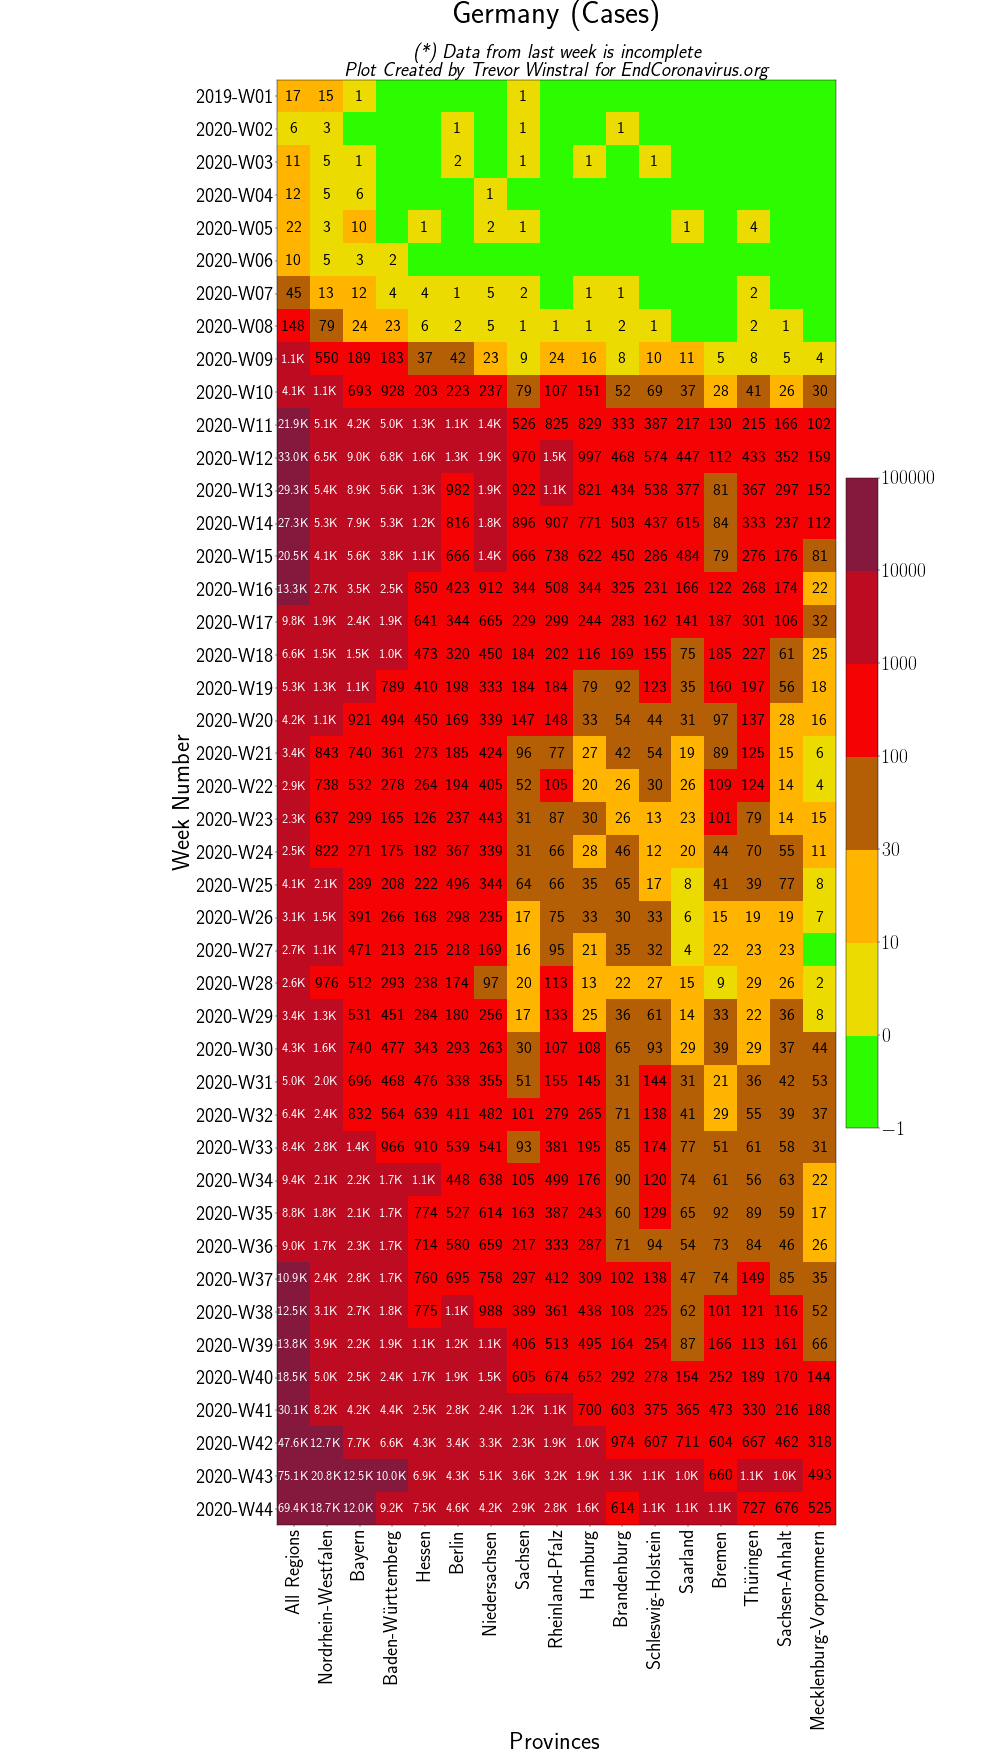 Germany (Cases)
(*) Data from last week is incomplete
Plot Created by Trevor Winstral for EndCoronavirus.org
2019-W01 17 15 1 1
2020-W02 6 3 1 1 1
2020-W03 11 5 1 2 1 1 1
2020-W04 12 5 6 1
2020-W05 22 3 10 1 2 1 1 4
2020-W06 10 5 3 2
2020-W07 45 13 12 4 4 1 5 2 1 1 2
2020-W08 148 79 24 23 6 2 5 1 1 1 2 1 2 1
2020-W09 1.1K 550 189 183 37 42 23 9 24 16 8 10 11 5 8 5 4
2020-W10 4.1K 1.1K 693 928 203 223 237 79 107 151 52 69 37 28 41 26 30
2020-W11 21.9K 5.1K 4.2K 5.0K 1.3K 1.1K 1.4K 526 825 829 333 387 217 130 215 166 102
2020-W12 33.0K 6.5K 9.0K 6.8K 1.6K 1.3K 1.9K 970 1.5K 997 468 574 447 112 433 352 159
2020-W13 29.3K 5.4K 8.9K 5.6K 1.3K 982 1.9K 922 1.1K 821 434 538 377 81 367 297 152
2020-W14 27.3K 5.3K 7.9K 5.3K 1.2K 816 1.8K 896 907 771 503 437 615 84 333 237 112
2020-W15 20.5K 4.1K 5.6K 3.8K 1.1K 666 1.4K 666 738 622 450 286 484 79 276 176 81
2020-W16 13.3K 2.7K 3.5K 2.5K 850 423 912 344 508 344 325 231 166 122 268 174 22
2020-W17 9.8K 1.9K 2.4K 1.9K 641 344 665 229 299 244 283 162 141 187 301 106 32
2020-W18 6.6K 1.5K 1.5K 1.0K 473 320 450 184 202 116 169 155 75 185 227 61 25
2020-W19 5.3K 1.3K 1.1K 789 410 198 333 184 184 79 92 123 35 160 197 56 18
2020-W20 4.2K 1.1K 921 494 450 169 339 147 148 33 54 44 31 97 137 28 16
2020-W21 3.4K 843 740 361 273 185 424 96 77 27 42 54 19 89 125 15 6
2020-W22 2.9K 738 532 278 264 194 405 52 105 20 26 30 26 109 124 14 4
2020-W23 2.3K 637 299 165 126 237 443 31 87 30 26 13 23 101 79 14 15
2020-W24 2.5K 822 271 175 182 367 339 31 66 28 46 12 20 44 70 55 11
2020-W25 4.1K 2.1K 289 208 222 496 344 64 66 35 65 17 8 41 39 77 8
2020-W26 3.1K 1.5K 391 266 168 298 235 17 75 33 30 33 6 15 19 19 7
2020-W27 2.7K 1.1K 471 213 215 218 169 16 95 21 35 32 4 22 23 23
2020-W28 2.6K 976 512 293 238 174 97 20 113 13 22 27 15 9 29 26 2
2020-W29 3.4K 1.3K 531 451 284 180 256 17 133 25 36 61 14 33 22 36 8
2020-W30 4.3K 1.6K 740 477 343 293 263 30 107 108 65 93 29 39 29 37 44
2020-W31 5.0K 2.0K 696 468 476 338 355 51 155 145 31 144 31 21 36 42 53
2020-W32 6.4K 2.4K 832 564 639 411 482 101 279 265 71 138 41 29 55 39 37
2020-W33 8.4K 2.8K 1.4K 966 910 539 541 93 381 195 85 174 77 51 61 58 31
2020-W34 9.4K 2.1K 2.2K 1.7K 1.1K 448 638 105 499 176 90 120 74 61 56 63 22
2020-W35 8.8K 1.8K 2.1K 1.7K 774 527 614 163 387 243 60 129 65 92 89 59 17
2020-W36 9.0K 1.7K 2.3K 1.7K 714 580 659 217 333 287 71 94 54 73 84 46 26
2020-W37 10.9K 2.4K 2.8K 1.7K 760 695 758 297 412 309 102 138 47 74 149 85 35
2020-W38 12.5K 3.1K 2.7K 1.8K 775 1.1K 988 389 361 438 108 225 62 101 121 116 52
2020-W39 13.8K 3.9K 2.2K 1.9K 1.1K 1.2K 1.1K 406 513 495 164 254 87 166 113 161 66
2020-W40 18.5K 5.0K 2.5K 2.4K 1.7K 1.9K 1.5K 605 674 652 292 278 154 252 189 170 144
2020-W41 30.1K 8.2K 4.2K 4.4K 2.5K 2.8K 2.4K 1.2K 1.1K 700 603 375 365 473 330 216 188
2020-W42 47.6K 12.7K 7.7K 6.6K 4.3K 3.4K 3.3K 2.3K 1.9K 1.0K 974 607 711 604 667 462 318
2020-W43 75.1K 20.8K 12.5K 10.0K 6.9K 4.3K 5.1K 3.6K 3.2K 1.9K 1.3K 1.1K 1.0K 660 1.1K 1.0K 493
2020-W44 69.4K 18.7K 12.0K 9.2K 7.5K 4.6K 4.2K 2.9K 2.8K 1.6K 614 1.1K 1.1K 1.1K 727 676 525
Week Number
All Regions
Nordrhein-Westfalen
Bayern
Baden-Württemberg
Hessen
Berlin
Niedersachsen
Sachsen
Rheinland-Pfalz
Hamburg
Brandenburg
Schleswig-Holstein
Saarland
Bremen
Thüringen
Sachsen-Anhalt
Mecklenburg-Vorpommern
Provinces
100000
10000
1000
100
30
10
0
−1